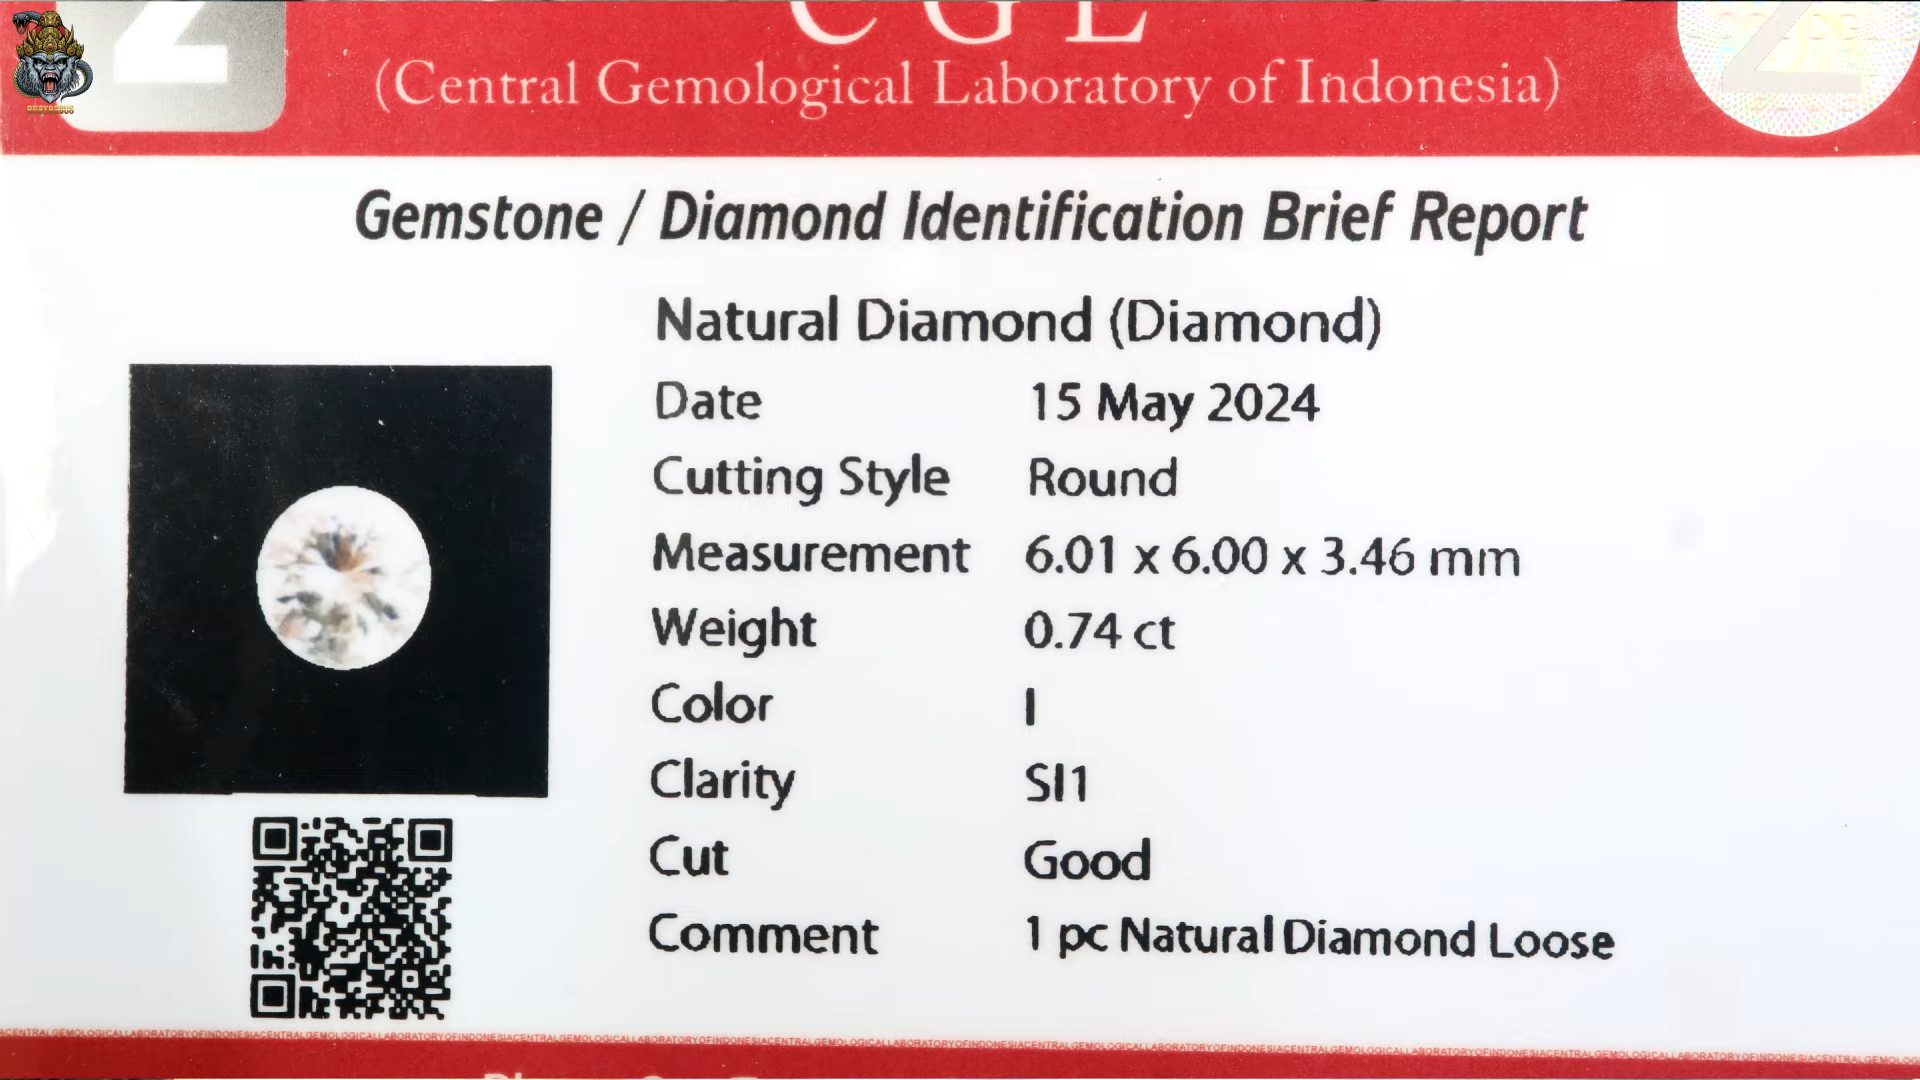 CGL
(Central Gemological Laboratory of Indonesia)
Gemstone / Diamond Identification Brief Report
Natural Diamond (Diamond)
Date 15 May 2024
Cutting Style Round
Measurement 6.01 x 6.00 x 3.46 mm
Weight 0.74 ct
Color I
Clarity SI1
Cut Good
Comment 1 pc Natural Diamond Loose
ACENTRALGEMOLOGICALLABORATORYOFINDONESIACENTRALGEMOLOGICALLABORATORYOFINDONESIACENTRALGEMOLOGICALLABORATORYOFINDONESIACENTRALGEMOLOGICALLABORATORYOFINDONESIACENTRALGEMOLOGICAL